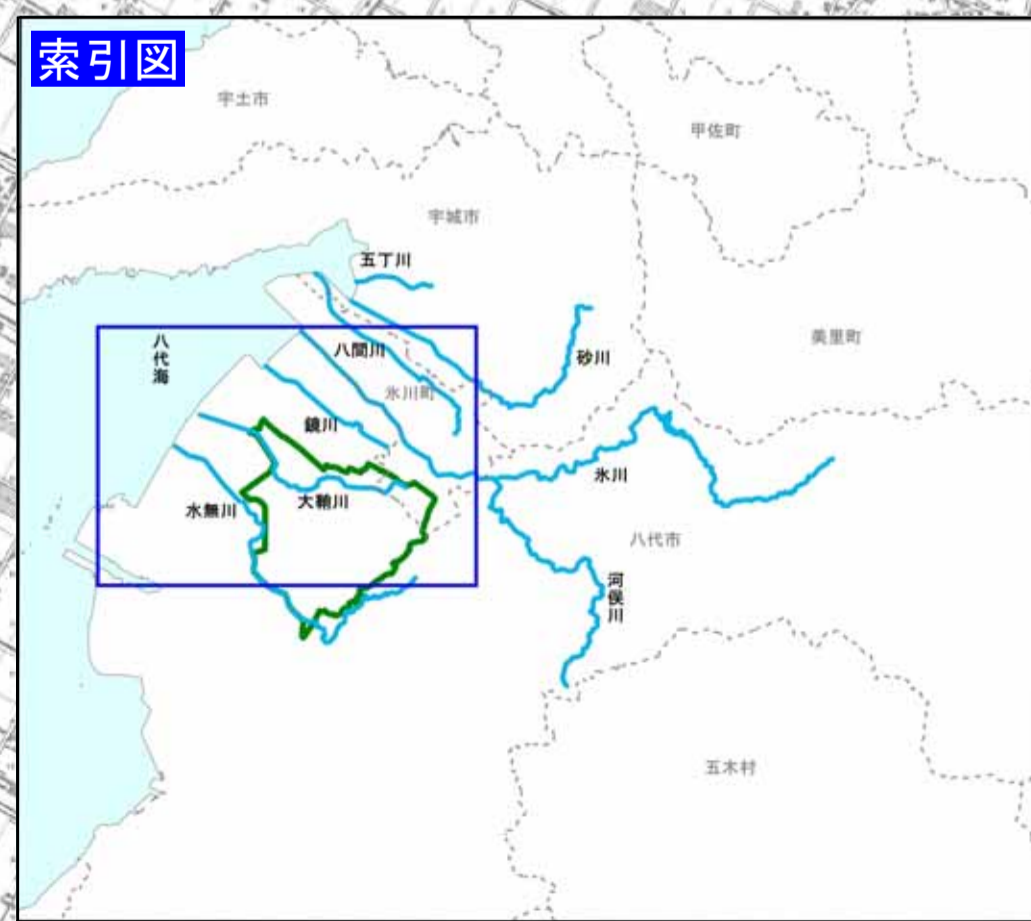 索引図
宇土市
甲佐町
宇城市
五丁川
美里町
八代海
八間川
砂川
氷川町
鏡川
氷川
大鞘川
水無川
八代市
河俣川
五木村